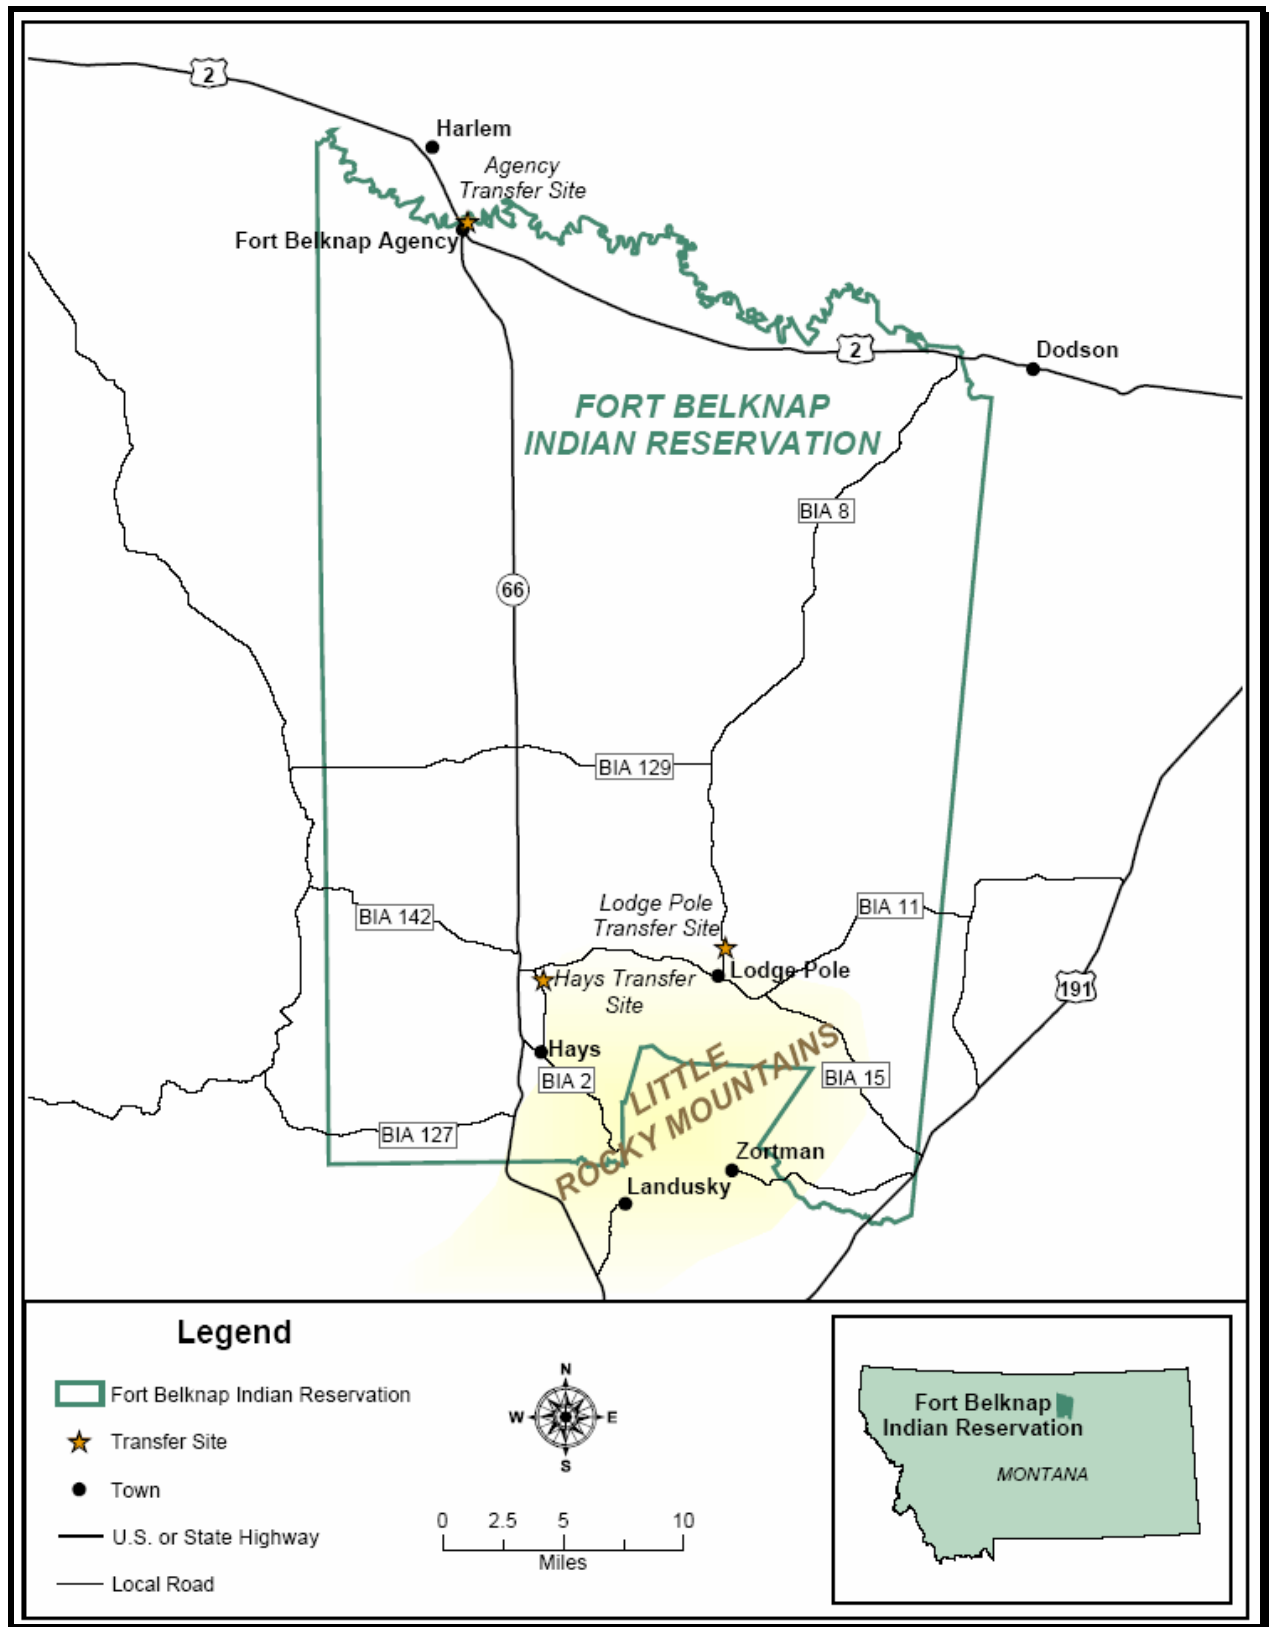 2
Harlem
Agency
Transfer Site
Fort Belknap Agency
2
Dodson
FORT BELKNAP
INDIAN RESERVATION
BIA 8
66
BIA 129
Lodge Pole
Transfer Site
BIA 11
BIA 142
Lodge Pole
Hays Transfer
Site
191
Hays
BIA 2
LITTLE
ROCKY MOUNTAINS
BIA 15
BIA 127
Zortman
Landusky
Legend
Fort Belknap Indian Reservation
Transfer Site
Town
U.S. or State Highway
Local Road
N
W E
S
0 2.5 5 10
Miles
Fort Belknap
Indian Reservation
MONTANA